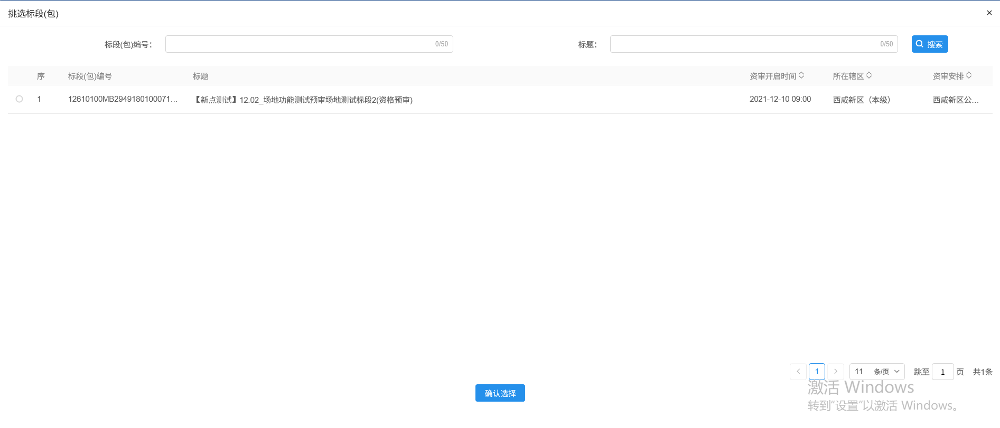 挑选标段(包)
×
标段(包)编号： 0/50 标题： 0/50 搜索
序 标段(包)编号 标题 资审开启时间 所在辖区 资审安排
1 12610100MB2949180100071... 【新点测试】12.02_场地功能测试预审场地测试标段2(资格预审) 2021-12-10 09:00 西咸新区（本级） 西咸新区公...
1 11 条/页 跳至 1 页 共1条
激活 Windows
确认选择
转到“设置”以激活 Windows。